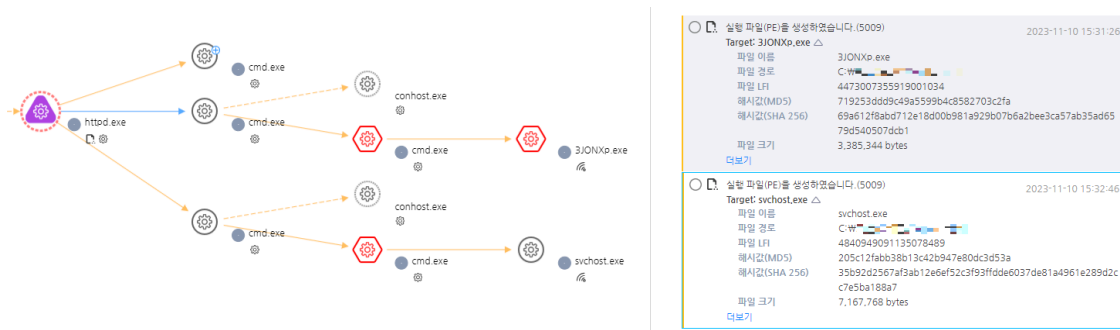 httpd.exe
cmd.exe
cmd.exe
conhost.exe
cmd.exe
3JONXp.exe
cmd.exe
conhost.exe
cmd.exe
svchost.exe
실행 파일(PE)을 생성하였습니다.(5009) 2023-11-10 15:31:26
Target: 3JONXp.exe △
파일 이름 3JONXp.exe
파일 경로 C:₩
파일 LFI 4473007355919001034
해시값(MD5) 719253ddd9c49a5599b4c8582703c2fa
해시값(SHA 256) 69a612f8abd712e18d00b981a929b07b6a2bee3ca57ab35ad65
79d540507dcb1
파일 크기 3,385,344 bytes
더보기
실행 파일(PE)을 생성하였습니다.(5009) 2023-11-10 15:32:46
Target: svchost.exe △
파일 이름 svchost.exe
파일 경로 C:₩
파일 LFI 4840949091135078489
해시값(MD5) 205c12fabb38b13c42b947e80dc3d53a
해시값(SHA 256) 35b92d2567af3ab12e6ef52c3f93ffdde6037de81a4961e289d2c
c7e5ba188a7
파일 크기 7,167,768 bytes
더보기